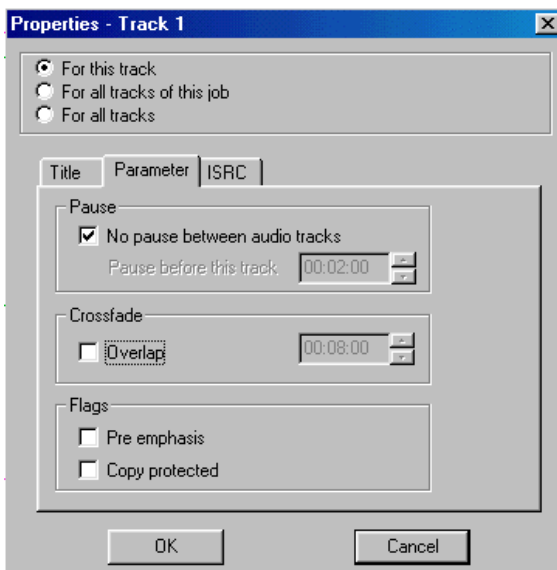 Properties - Track 1
For this track
For all tracks of this job
For all tracks
Title Parameter ISRC
Pause
No pause between audio tracks
Pause before this track 00:02:00
Crossfade
Overlap 00:08:00
Flags
Pre emphasis
Copy protected
OK Cancel